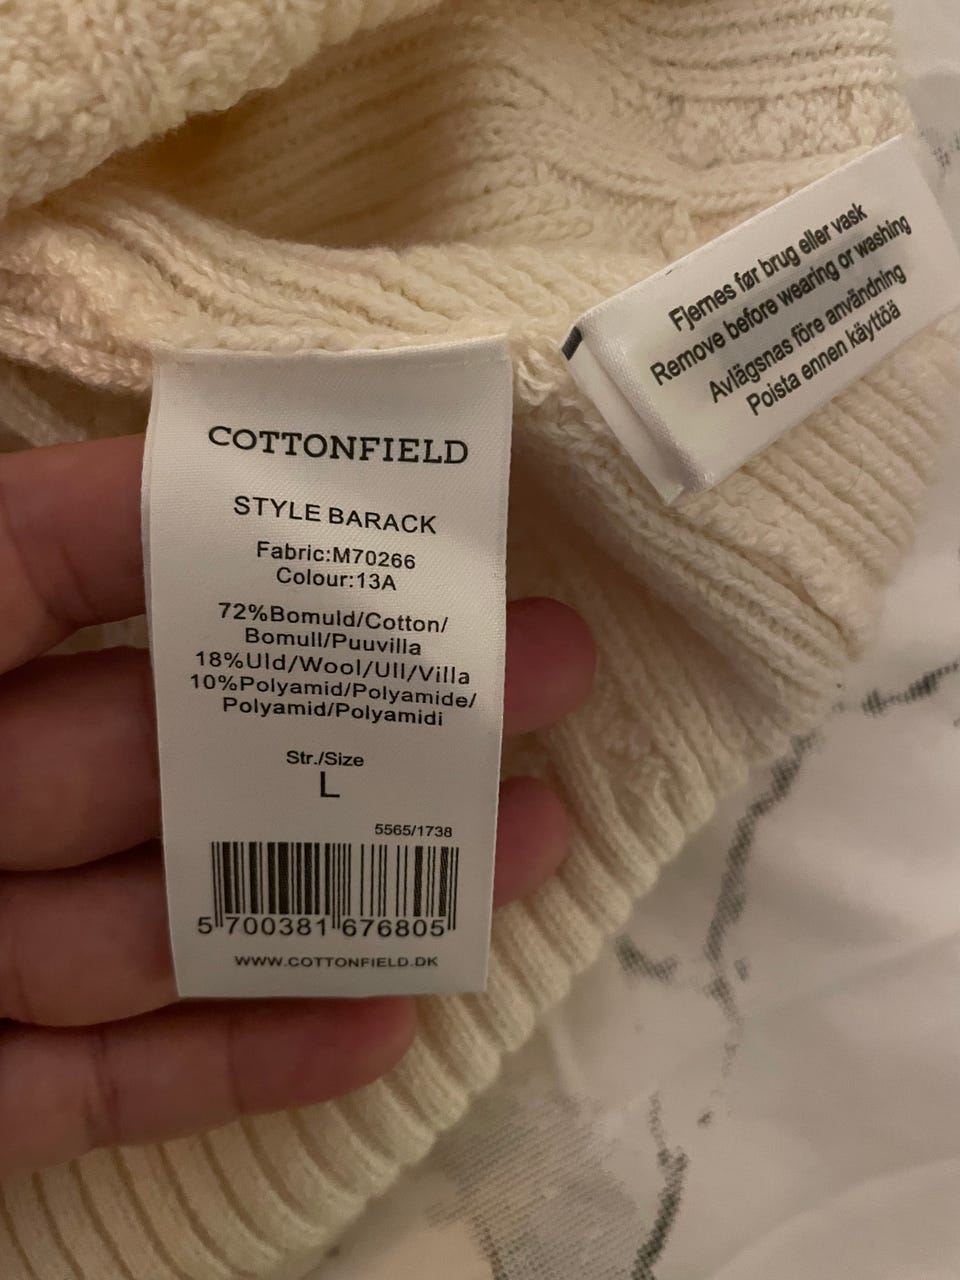 COTTONFIELD
STYLE BARACK
Fabric:M70266
Colour:13A
72%Bomuld/Cotton/
Bomull/Puuvilla
18%Uld/Wool/Ull/Villa
10%Polyamid/Polyamide/
Polyamid/Polyamidi
Str./Size
L
5565/1738
5 700381 676805
WWW.COTTONFIELD.DK
Fjernes før brug eller vask
Remove before wearing or washing
Avlägsnas före användning
Poista ennen käyttöä